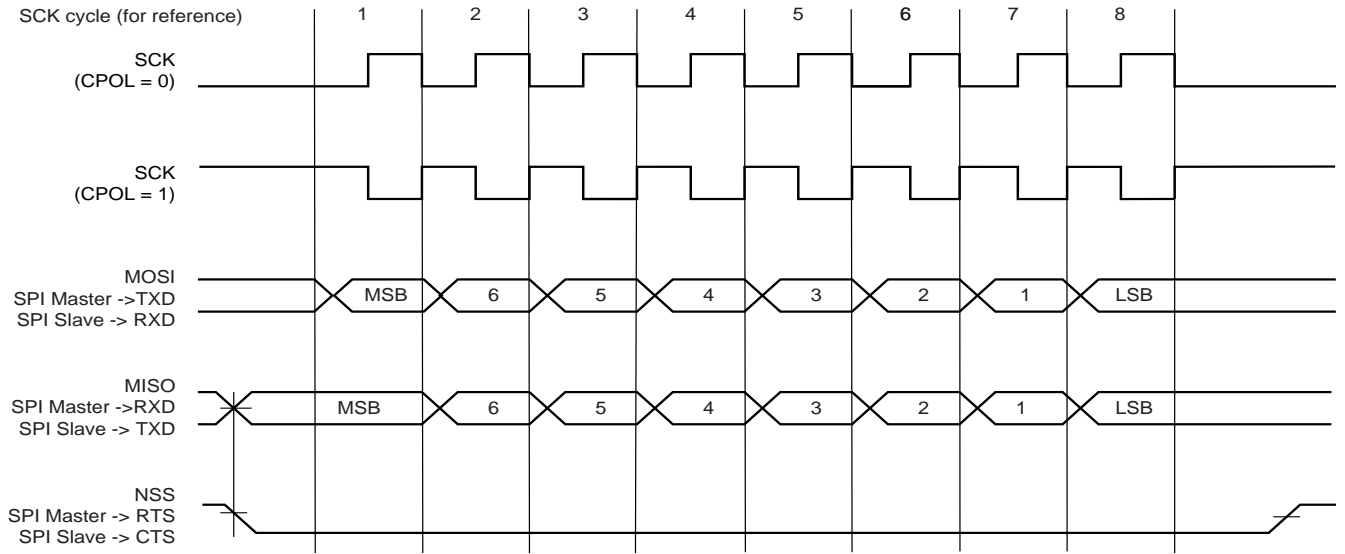 SCK cycle (for reference) 1 2 3 4 5 6 7 8
SCK
(CPOL = 0)
SCK
(CPOL = 1)
MOSI
SPI Master ->TXD
SPI Slave -> RXD
MSB 6 5 4 3 2 1 LSB
MISO
SPI Master ->RXD
SPI Slave -> TXD
MSB 6 5 4 3 2 1 LSB
NSS
SPI Master -> RTS
SPI Slave -> CTS